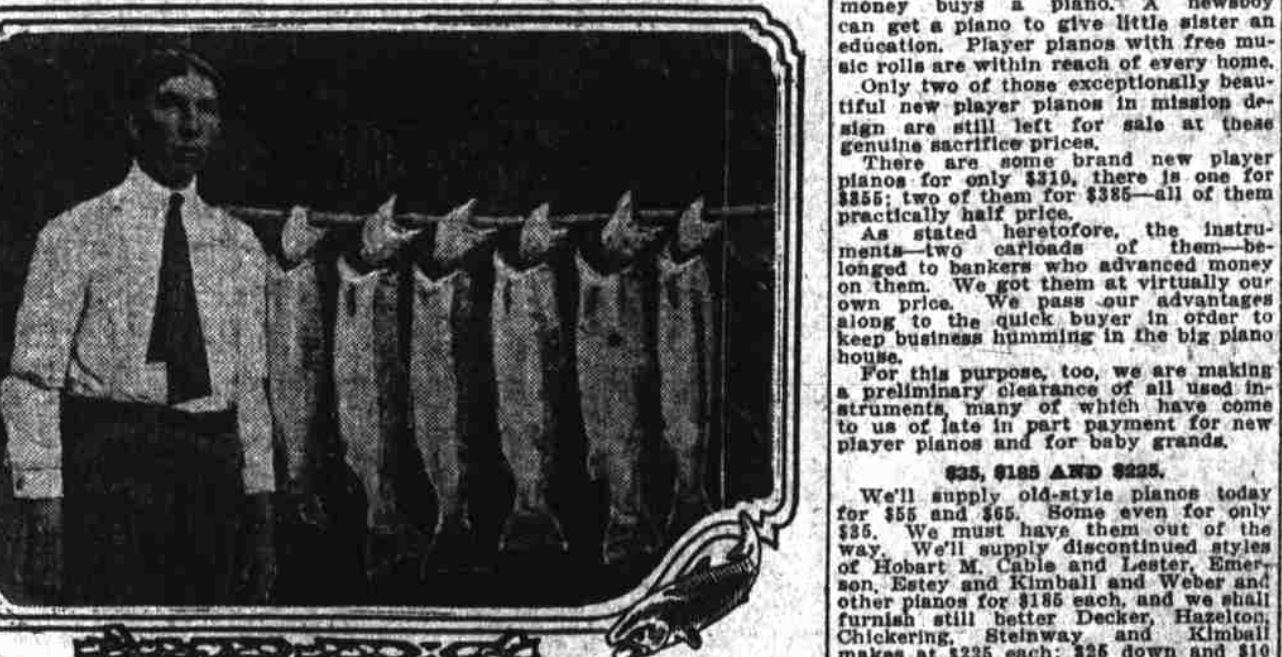 money buys a piano. A newsboy
can get a piano to give little sister an
education. Player pianos with free mu-
sic rolls are within reach of every home.
Only two of those exceptionally beau-
tiful new player pianos in mission de-
sign are still left for sale at these
genuine sacrifice prices.
There are some brand new player
pianos for only $310, there is one for
$355; two of them for $385—all of them
practically half price.
As stated heretofore, the instru-
ments—two carloads of them—be-
longed to bankers who advanced money
on them. We got them at virtually our
own price. We pass our advantages
along to the quick buyer in order to
keep business humming in the big piano
house.
For this purpose, too, we are making
a preliminary clearance of all used in-
struments, many of which have come
to us of late in part payment for new
player pianos and for baby grands.
$35, $185 AND $225.
We'll supply old-style pianos today
for $55 and $65. Some even for only
$35. We must have them out of the
way. We'll supply discontinued styles
of Hobart M. Cable and Lester, Emer-
son, Estey and Kimball and Weber and
other pianos for $185 each, and we shall
furnish still better Decker, Hazelton,
Chickering, Steinway and Kimball
makes at $225 each; $25 down and $10